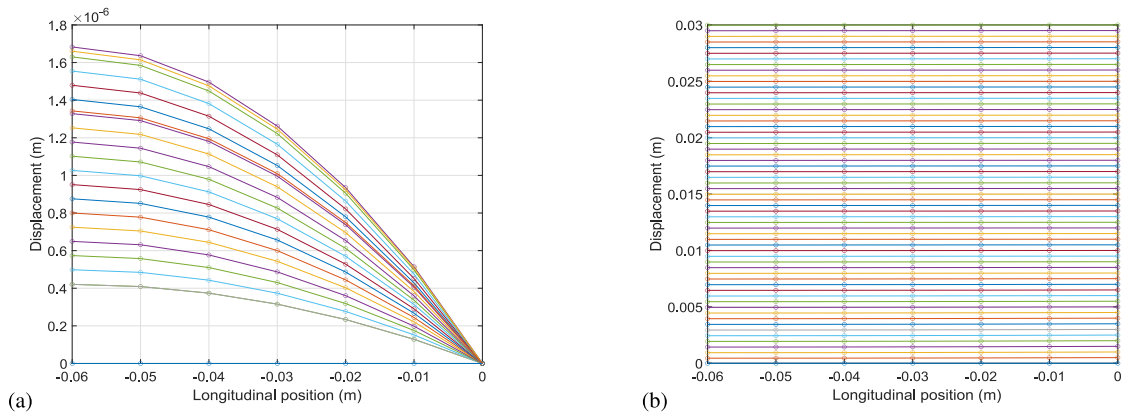 ×10⁻⁶
1.8
1.6
1.4
1.2
1
0.8
0.6
0.4
0.2
0
Displacement (m)
-0.06 -0.05 -0.04 -0.03 -0.02 -0.01 0
Longitudinal position (m)
(a)
0.03
0.025
0.02
0.015
0.01
0.005
0
Displacement (m)
-0.06 -0.05 -0.04 -0.03 -0.02 -0.01 0
Longitudinal position (m)
(b)